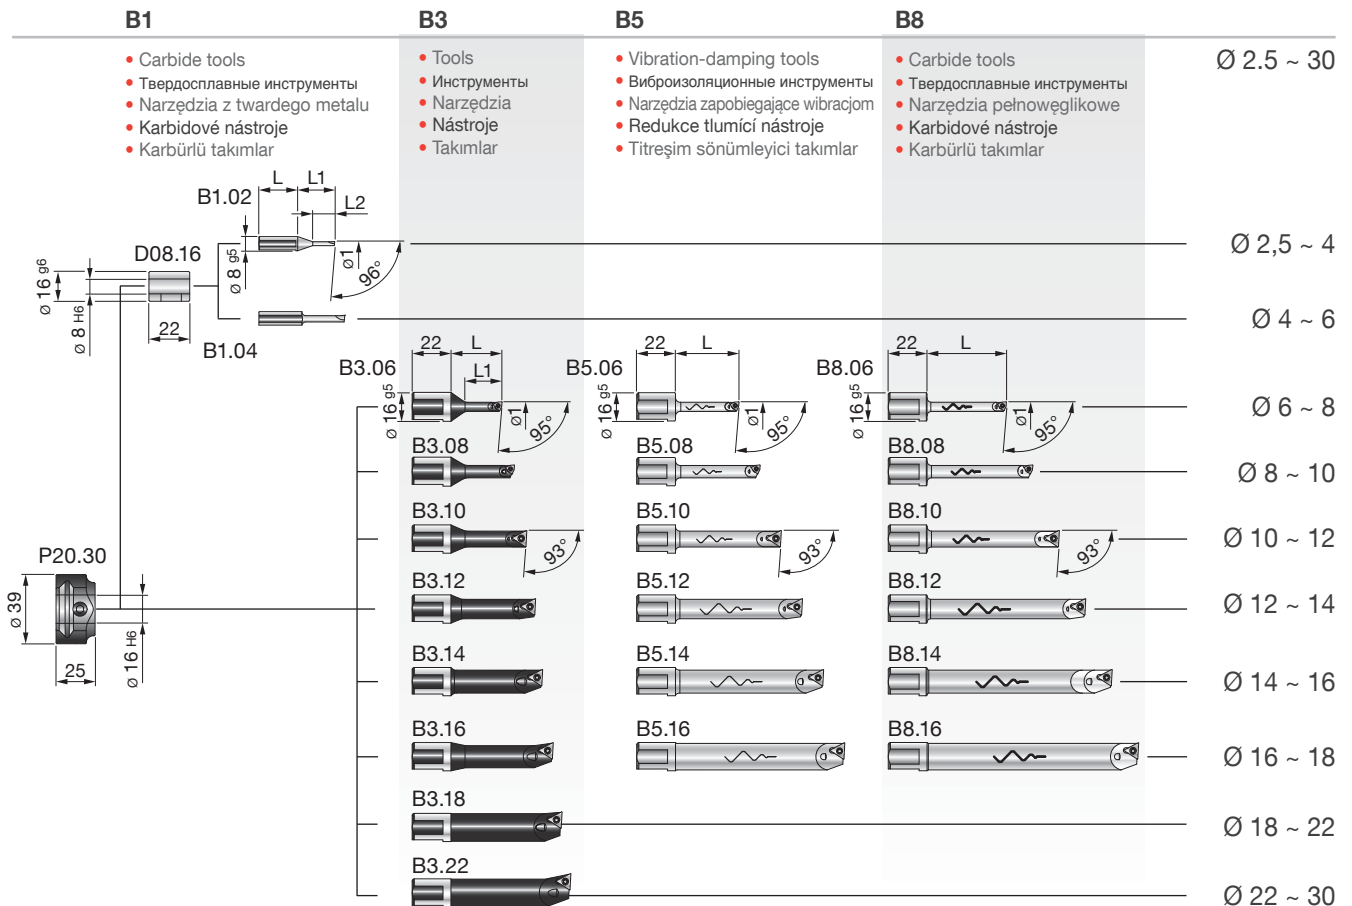 B1
B3
B5
B8
• Carbide tools
• Твердосплавные инструменты
• Narzędzia z twardego metalu
• Karbidové nástroje
• Karbürlü takımlar
• Tools
• Инструменты
• Narzędzia
• Nástroje
• Takımlar
• Vibration-damping tools
• Виброизоляционные инструменты
• Narzędzia zapobiegające wibracjom
• Redukce tlumící nástroje
• Titreşim sönümleyici takımlar
• Carbide tools
• Твердосплавные инструменты
• Narzędzia pełnowęglikowe
• Karbidové nástroje
• Karbürlü takımlar
Ø 2.5 ~ 30
B1.02
L
L1
L2
Ø 8 g5
Ø1
96°
Ø 2,5 ~ 4
D08.16
Ø 16 g6
Ø 8 H6
22
B1.04
Ø 4 ~ 6
B3.06
22
L
L1
Ø 16 g5
Ø1
95°
B5.06
22
L
Ø 16 g5
Ø1
95°
B8.06
22
L
Ø 16 g5
Ø1
95°
Ø 6 ~ 8
B3.08
B5.08
B8.08
Ø 8 ~ 10
B3.10
93°
B5.10
93°
B8.10
93°
Ø 10 ~ 12
P20.30
Ø 39
25
Ø 16 H6
B3.12
B5.12
B8.12
Ø 12 ~ 14
B3.14
B5.14
B8.14
Ø 14 ~ 16
B3.16
B5.16
B8.16
Ø 16 ~ 18
B3.18
Ø 18 ~ 22
B3.22
Ø 22 ~ 30